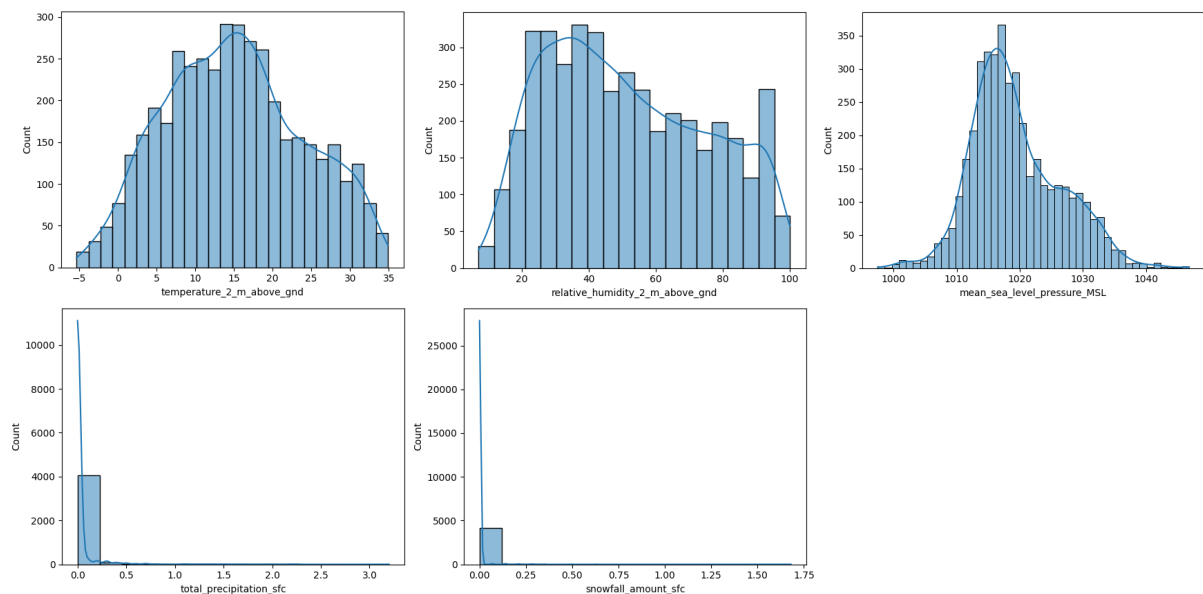 300
250
200
150
100
50
0
Count
−5 0 5 10 15 20 25 30 35
temperature_2_m_above_gnd
300
250
200
150
100
50
0
Count
20 40 60 80 100
relative_humidity_2_m_above_gnd
350
300
250
200
150
100
50
0
Count
1000 1010 1020 1030 1040
mean_sea_level_pressure_MSL
10000
8000
6000
4000
2000
0
Count
0.0 0.5 1.0 1.5 2.0 2.5 3.0
total_precipitation_sfc
25000
20000
15000
10000
5000
0
Count
0.00 0.25 0.50 0.75 1.00 1.25 1.50 1.75
snowfall_amount_sfc